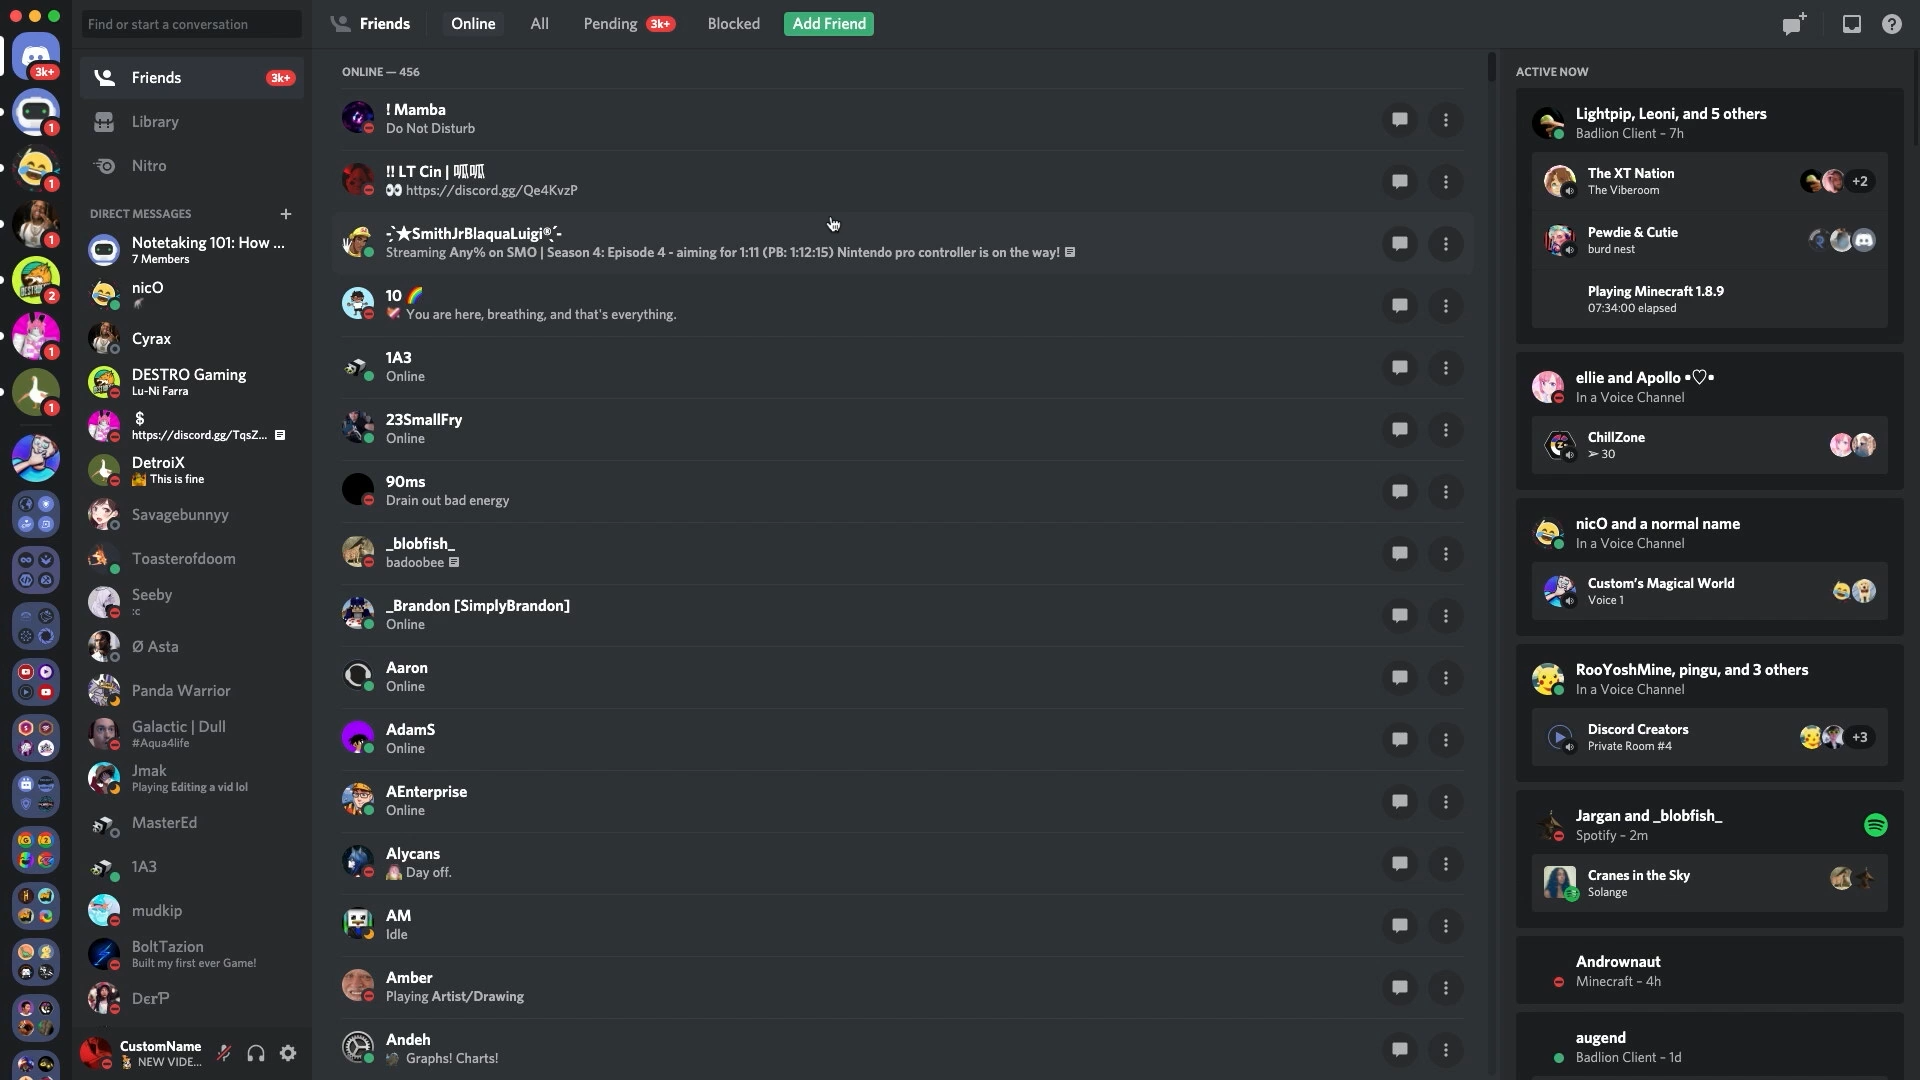 Find or start a conversation
Friends
Online
All
Pending 3k+
Blocked
Add Friend
3k+
1
1
1
2
1
1
Friends 3k+
Library
Nitro
DIRECT MESSAGES
Notetaking 101: How ...
7 Members
nicO
Cyrax
DESTRO Gaming
Lu-Ni Farra
$
https://discord.gg/TqsZ...
DetroiX
This is fine
Savagebunnyy
Toasterofdoom
Seeby
:c
Ø Asta
Panda Warrior
Galactic | Dull
#Aqua4life
Jmak
Playing Editing a vid lol
MasterEd
1A3
mudkip
BoltTazion
Built my first ever Game!
DerƤ
CustomName
NEW VIDE...
ONLINE — 456
! Mamba
Do Not Disturb
!! LT Cin | 呱呱
👀 https://discord.gg/Qe4KvzP
-҉★SmithJrBlaquaLuigi®҉-
Streaming Any% on SMO | Season 4: Episode 4 - aiming for 1:11 (PB: 1:12:15) Nintendo pro controller is on the way!
10 🌈
You are here, breathing, and that's everything.
1A3
Online
23SmallFry
Online
90ms
Drain out bad energy
_blobfish_
badoobee
_Brandon [SimplyBrandon]
Online
Aaron
Online
AdamS
Online
AEnterprise
Online
Alycans
Day off.
AM
Idle
Amber
Playing Artist/Drawing
Andeh
Graphs! Charts!
ACTIVE NOW
Lightpip, Leoni, and 5 others
Badlion Client – 7h
The XT Nation
The Viberoom
+2
Pewdie & Cutie
burd nest
Playing Minecraft 1.8.9
07:34:00 elapsed
ellie and Apollo •♡•
In a Voice Channel
ChillZone
➢ 30
nicO and a normal name
In a Voice Channel
Custom's Magical World
Voice 1
RooYoshMine, pingu, and 3 others
In a Voice Channel
Discord Creators
Private Room #4
+3
Jargan and _blobfish_
Spotify – 2m
Cranes in the Sky
Solange
Andrownaut
Minecraft – 4h
augend
Badlion Client – 1d